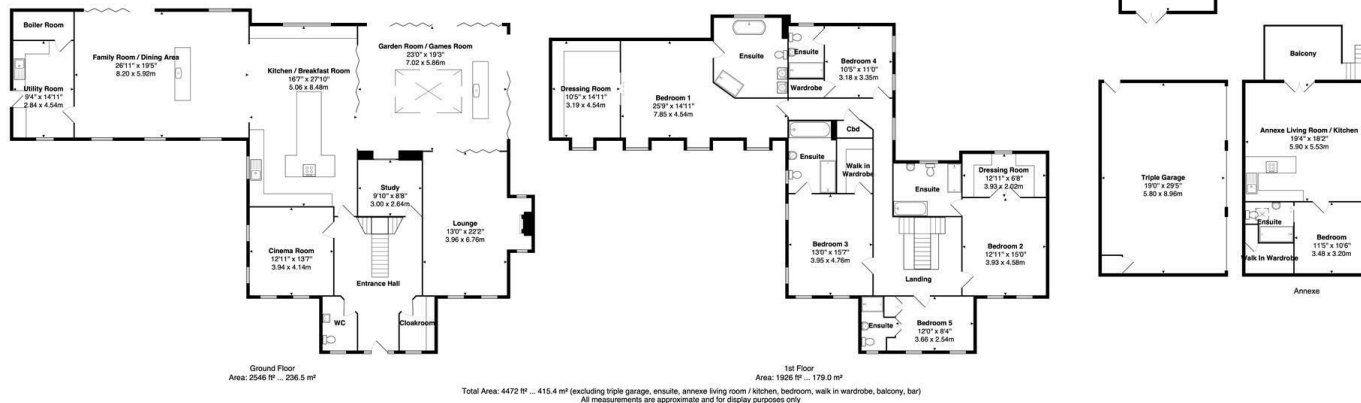 Boiler Room
Utility Room
9'4" x 14'11"
2.84 x 4.54m
Family Room / Dining Area
26'11" x 19'5"
8.20 x 5.92m
Kitchen / Breakfast Room
16'7" x 27'10"
5.06 x 8.48m
Garden Room / Games Room
23'0" x 19'3"
7.02 x 5.86m
Study
9'10" x 8'8"
3.00 x 2.64m
Lounge
13'0" x 22'2"
3.96 x 6.76m
Cinema Room
12'11" x 13'7"
3.94 x 4.14m
Entrance Hall
WC
Cloakroom
Ground Floor
Area: 2546 ft² ... 236.5 m²
Dressing Room
10'5" x 14'11"
3.19 x 4.54m
Bedroom 1
25'9" x 14'11"
7.85 x 4.54m
Ensuite
Ensuite
Bedroom 4
10'5" x 11'0"
3.18 x 3.35m
Wardrobe
Cbd
Ensuite
Walk in
Wardrobe
Ensuite
Dressing Room
12'11" x 6'8"
3.93 x 2.02m
Bedroom 3
13'0" x 15'7"
3.95 x 4.76m
Bedroom 2
12'11" x 15'0"
3.93 x 4.58m
Landing
Ensuite
Bedroom 5
12'0" x 8'4"
3.66 x 2.54m
1st Floor
Area: 1926 ft² ... 179.0 m²
Triple Garage
19'0" x 29'5"
5.80 x 8.96m
Balcony
Annexe Living Room / Kitchen
19'4" x 18'2"
5.90 x 5.53m
Ensuite
Walk In Wardrobe
Bedroom
11'5" x 10'6"
3.48 x 3.20m
Annexe
Total Area: 4472 ft² ... 415.4 m² (excluding triple garage, ensuite, annexe living room / kitchen, bedroom, walk in wardrobe, balcony, bar)
All measurements are approximate and for display purposes only